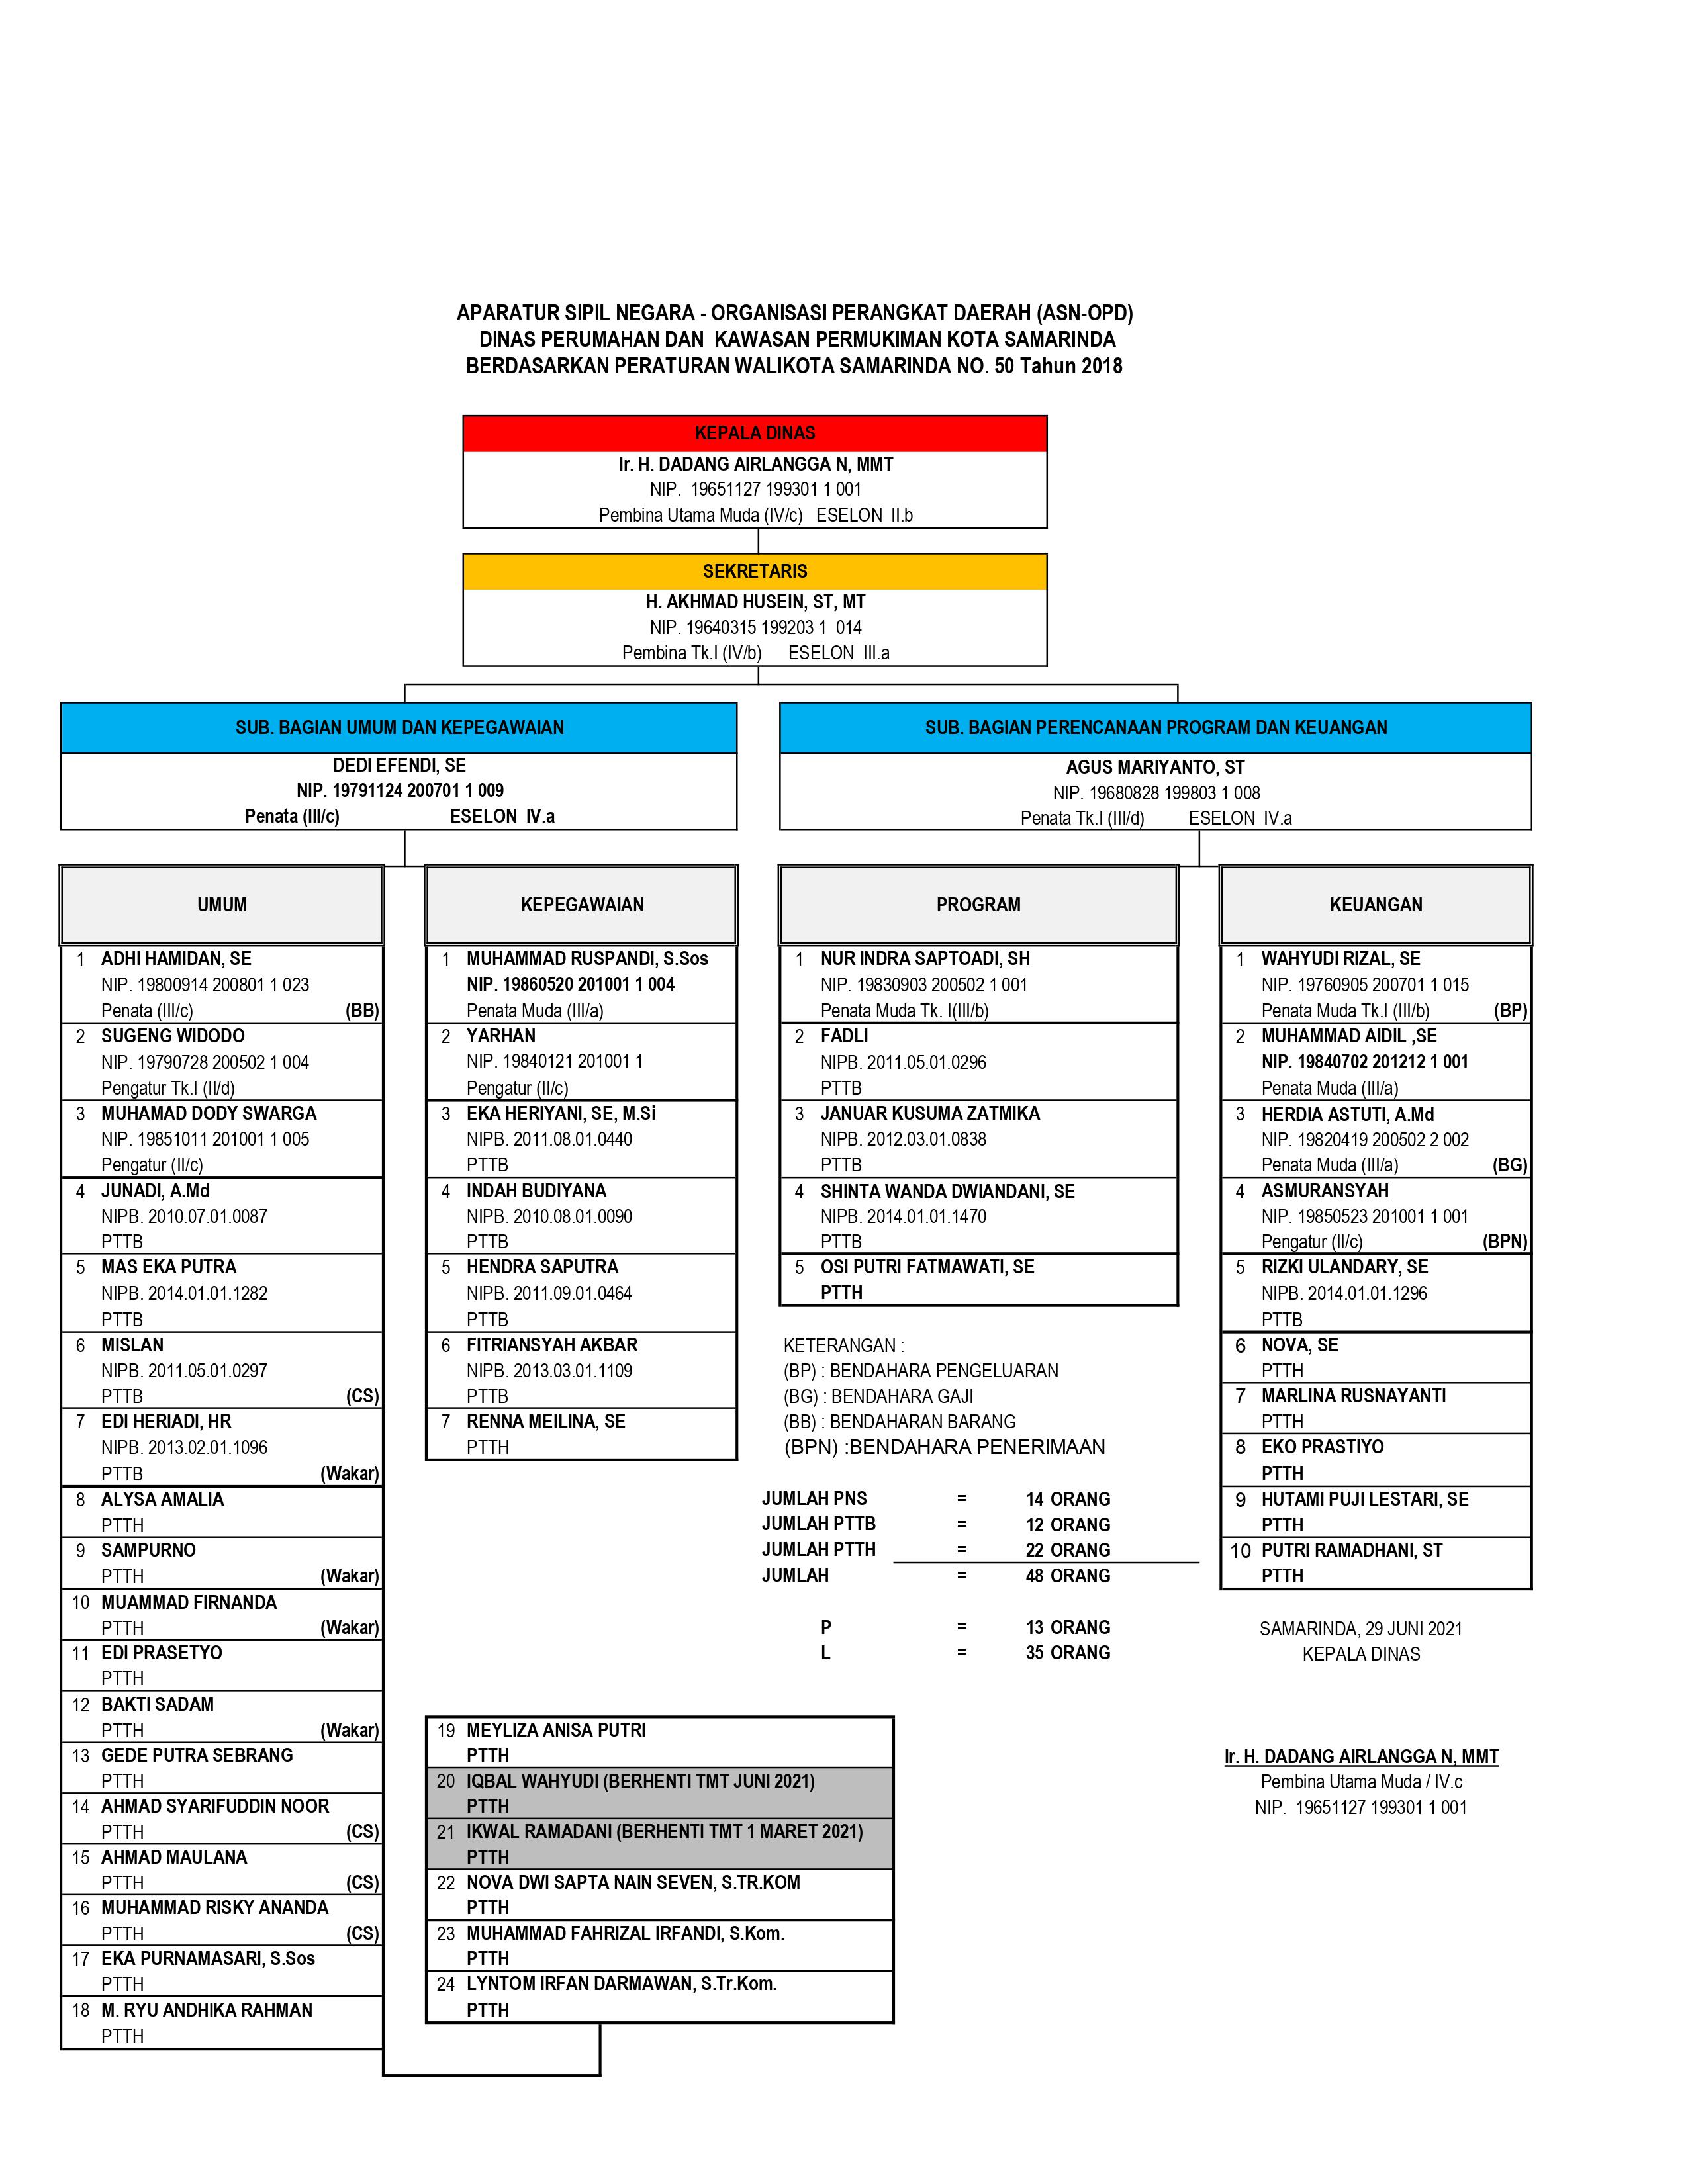 APARATUR SIPIL NEGARA - ORGANISASI PERANGKAT DAERAH (ASN-OPD)
DINAS PERUMAHAN DAN  KAWASAN PERMUKIMAN KOTA SAMARINDA
BERDASARKAN PERATURAN WALIKOTA SAMARINDA NO. 50 Tahun 2018
KEPALA DINAS
Ir. H. DADANG AIRLANGGA N, MMT
NIP.  19651127 199301 1 001
Pembina Utama Muda (IV/c)   ESELON  II.b
SEKRETARIS
H. AKHMAD HUSEIN, ST, MT
NIP. 19640315 199203 1  014
Pembina Tk.I (IV/b)      ESELON  III.a
SUB. BAGIAN UMUM DAN KEPEGAWAIAN
DEDI EFENDI, SE
NIP. 19791124 200701 1 009
Penata (III/c)                    ESELON  IV.a
SUB. BAGIAN PERENCANAAN PROGRAM DAN KEUANGAN
AGUS MARIYANTO, ST
NIP. 19680828 199803 1 008
Penata Tk.I (III/d)          ESELON  IV.a
UMUM
1 ADHI HAMIDAN, SE
NIP. 19800914 200801 1 023
Penata (III/c) (BB)
2 SUGENG WIDODO
NIP. 19790728 200502 1 004
Pengatur Tk.I (II/d)
3 MUHAMAD DODY SWARGA
NIP. 19851011 201001 1 005
Pengatur (II/c)
4 JUNADI, A.Md
NIPB. 2010.07.01.0087
PTTB
5 MAS EKA PUTRA
NIPB. 2014.01.01.1282
PTTB
6 MISLAN
NIPB. 2011.05.01.0297
PTTB (CS)
7 EDI HERIADI, HR
NIPB. 2013.02.01.1096
PTTB (Wakar)
8 ALYSA AMALIA
PTTH
9 SAMPURNO
PTTH (Wakar)
10 MUAMMAD FIRNANDA
PTTH (Wakar)
11 EDI PRASETYO
PTTH
12 BAKTI SADAM
PTTH (Wakar)
13 GEDE PUTRA SEBRANG
PTTH
14 AHMAD SYARIFUDDIN NOOR
PTTH (CS)
15 AHMAD MAULANA
PTTH (CS)
16 MUHAMMAD RISKY ANANDA
PTTH (CS)
17 EKA PURNAMASARI, S.Sos
PTTH
18 M. RYU ANDHIKA RAHMAN
PTTH
19 MEYLIZA ANISA PUTRI
PTTH
20 IQBAL WAHYUDI (BERHENTI TMT JUNI 2021)
PTTH
21 IKWAL RAMADANI (BERHENTI TMT 1 MARET 2021)
PTTH
22 NOVA DWI SAPTA NAIN SEVEN, S.TR.KOM
PTTH
23 MUHAMMAD FAHRIZAL IRFANDI, S.Kom.
PTTH
24 LYNTOM IRFAN DARMAWAN, S.Tr.Kom.
PTTH
KEPEGAWAIAN
1 MUHAMMAD RUSPANDI, S.Sos
NIP. 19860520 201001 1 004
Penata Muda (III/a)
2 YARHAN
NIP. 19840121 201001 1
Pengatur (II/c)
3 EKA HERIYANI, SE, M.Si
NIPB. 2011.08.01.0440
PTTB
4 INDAH BUDIYANA
NIPB. 2010.08.01.0090
PTTB
5 HENDRA SAPUTRA
NIPB. 2011.09.01.0464
PTTB
6 FITRIANSYAH AKBAR
NIPB. 2013.03.01.1109
PTTB
7 RENNA MEILINA, SE
PTTH
PROGRAM
1 NUR INDRA SAPTOADI, SH
NIP. 19830903 200502 1 001
Penata Muda Tk. I(III/b)
2 FADLI
NIPB. 2011.05.01.0296
PTTB
3 JANUAR KUSUMA ZATMIKA
NIPB. 2012.03.01.0838
PTTB
4 SHINTA WANDA DWIANDANI, SE
NIPB. 2014.01.01.1470
PTTB
5 OSI PUTRI FATMAWATI, SE
PTTH
KETERANGAN :
(BP) : BENDAHARA PENGELUARAN
(BG) : BENDAHARA GAJI
(BB) : BENDAHARAN BARANG
(BPN) :BENDAHARA PENERIMAAN
JUMLAH PNS = 14 ORANG
JUMLAH PTTB = 12 ORANG
JUMLAH PTTH = 22 ORANG
JUMLAH = 48 ORANG
P = 13 ORANG
L = 35 ORANG
KEUANGAN
1 WAHYUDI RIZAL, SE
NIP. 19760905 200701 1 015
Penata Muda Tk.I (III/b) (BP)
2 MUHAMMAD AIDIL ,SE
NIP. 19840702 201212 1 001
Penata Muda (III/a)
3 HERDIA ASTUTI, A.Md
NIP. 19820419 200502 2 002
Penata Muda (III/a) (BG)
4 ASMURANSYAH
NIP. 19850523 201001 1 001
Pengatur (II/c) (BPN)
5 RIZKI ULANDARY, SE
NIPB. 2014.01.01.1296
PTTB
6 NOVA, SE
PTTH
7 MARLINA RUSNAYANTI
PTTH
8 EKO PRASTIYO
PTTH
9 HUTAMI PUJI LESTARI, SE
PTTH
10 PUTRI RAMADHANI, ST
PTTH
SAMARINDA, 29 JUNI 2021
KEPALA DINAS
Ir. H. DADANG AIRLANGGA N, MMT
Pembina Utama Muda / IV.c
NIP.  19651127 199301 1 001